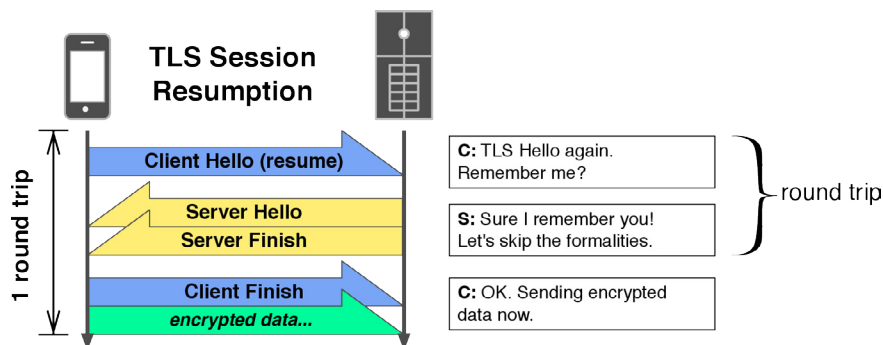 TLS Session
Resumption
1 round trip
Client Hello (resume)
Server Hello
Server Finish
Client Finish
encrypted data...
C: TLS Hello again.
Remember me?
S: Sure I remember you!
Let's skip the formalities.
C: OK. Sending encrypted
data now.
round trip